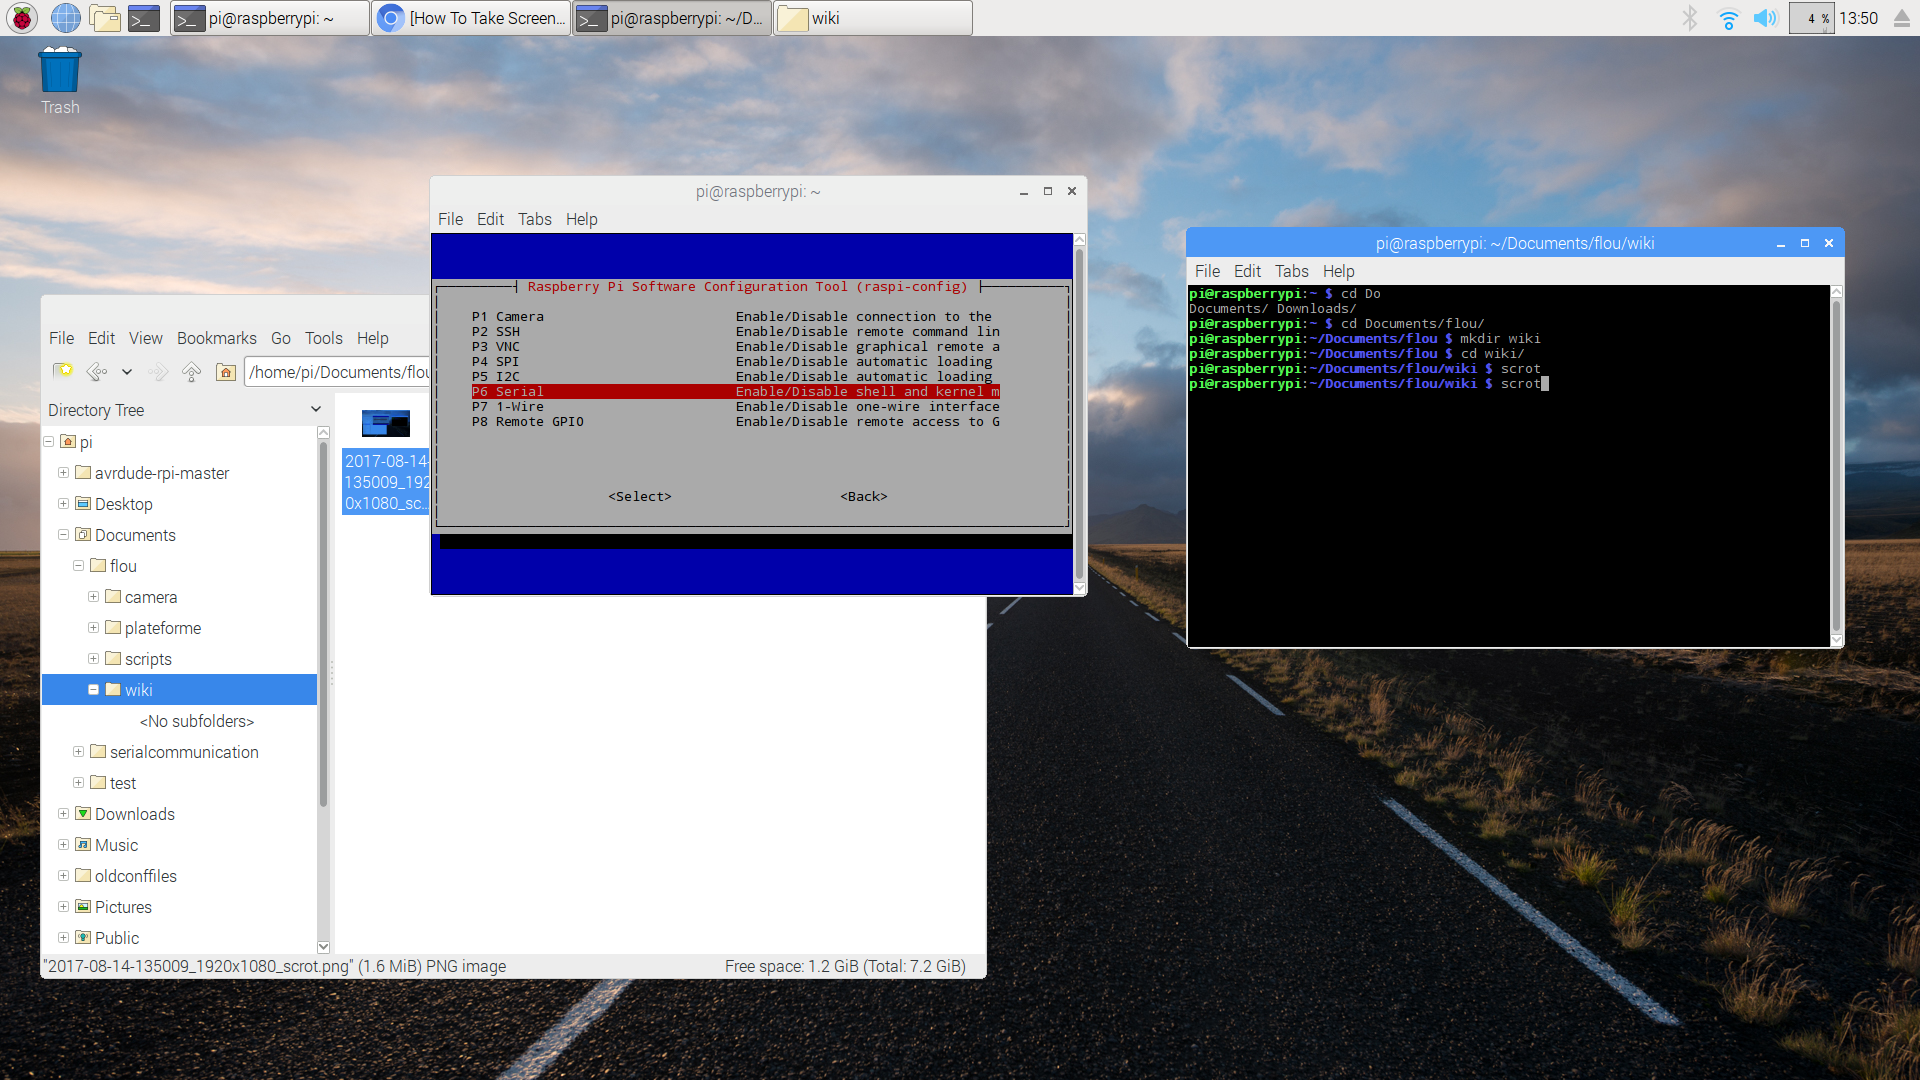 pi@raspberrypi: ~
[How To Take Screen...
pi@raspberrypi: ~/D...
wiki
4 %
13:50
Trash
pi@raspberrypi: ~
File Edit Tabs Help
Raspberry Pi Software Configuration Tool (raspi-config)
P1 Camera Enable/Disable connection to the
P2 SSH Enable/Disable remote command lin
P3 VNC Enable/Disable graphical remote a
P4 SPI Enable/Disable automatic loading
P5 I2C Enable/Disable automatic loading
P6 Serial Enable/Disable shell and kernel m
P7 1-Wire Enable/Disable one-wire interface
P8 Remote GPIO Enable/Disable remote access to G
<Select> <Back>
pi@raspberrypi: ~/Documents/flou/wiki
File Edit Tabs Help
pi@raspberrypi:~ $ cd Do
Documents/ Downloads/
pi@raspberrypi:~ $ cd Documents/flou/
pi@raspberrypi:~/Documents/flou $ mkdir wiki
pi@raspberrypi:~/Documents/flou $ cd wiki/
pi@raspberrypi:~/Documents/flou/wiki $ scrot
pi@raspberrypi:~/Documents/flou/wiki $ scrot
File Edit View Bookmarks Go Tools Help
/home/pi/Documents/flou
Directory Tree
pi
avrdude-rpi-master
Desktop
Documents
flou
camera
plateforme
scripts
wiki
<No subfolders>
serialcommunication
test
Downloads
Music
oldconffiles
Pictures
Public
2017-08-14-
135009_192
0x1080_sc...
"2017-08-14-135009_1920x1080_scrot.png" (1.6 MiB) PNG image
Free space: 1.2 GiB (Total: 7.2 GiB)